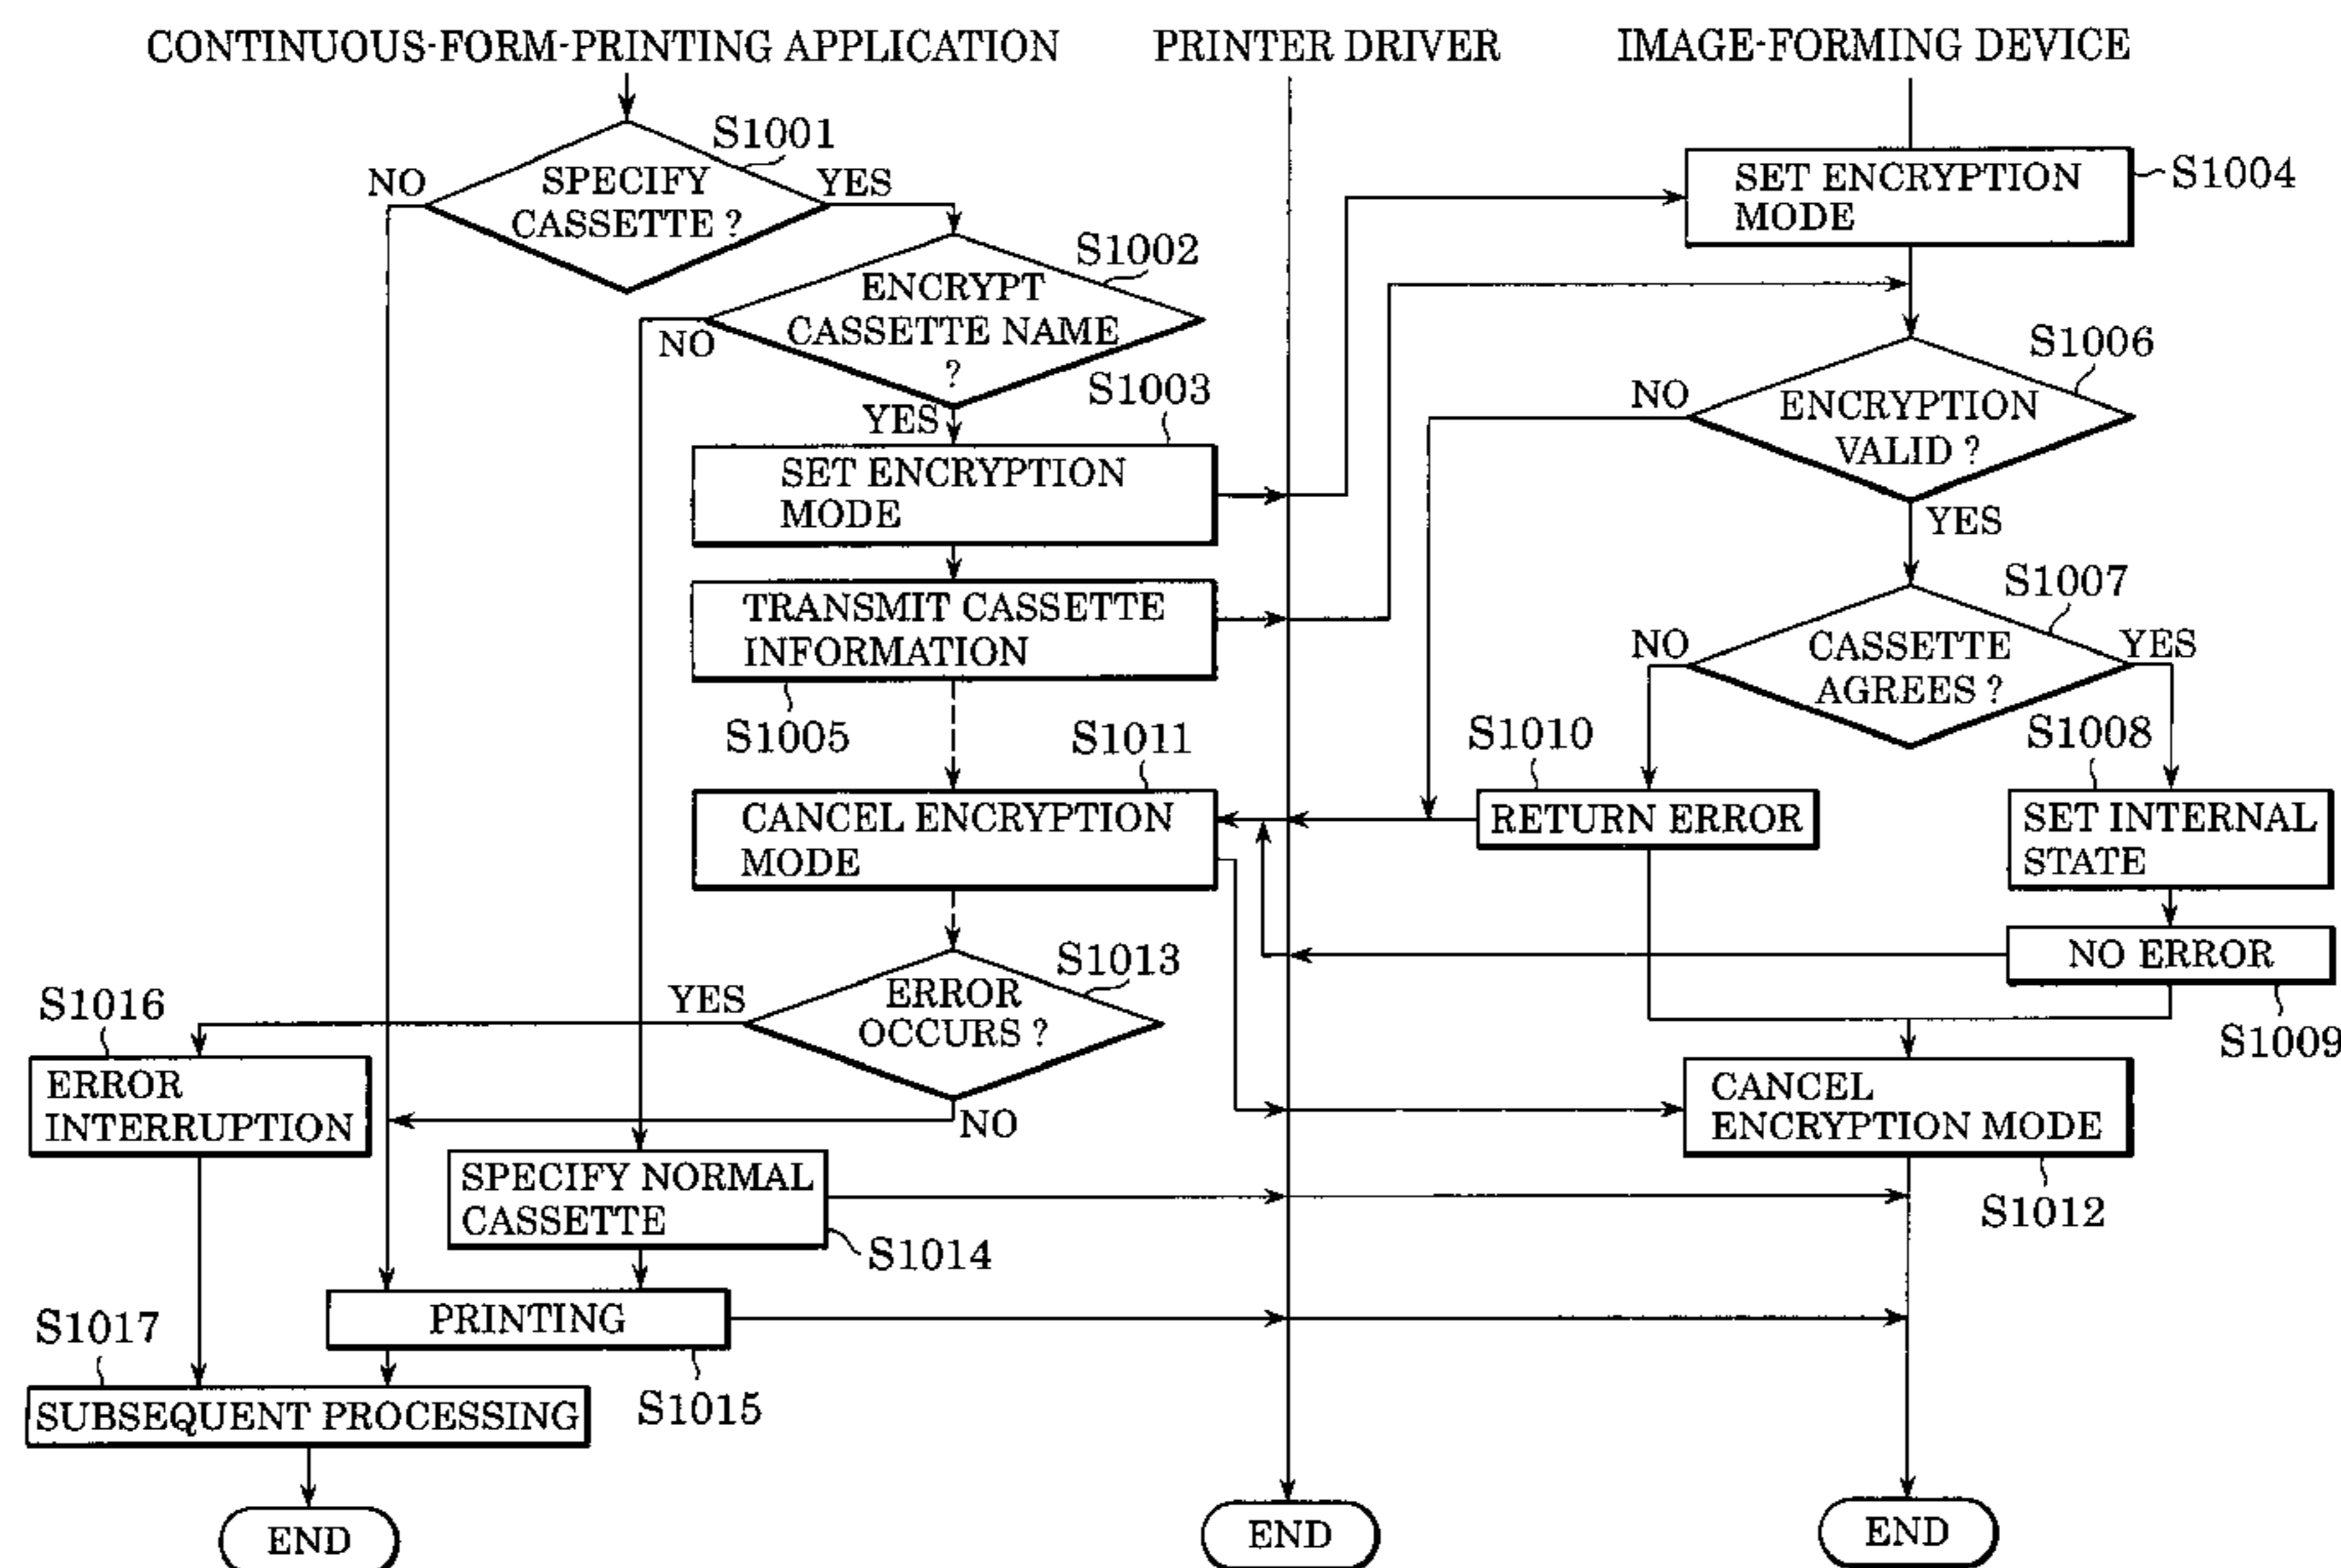 CONTINUOUS-FORM-PRINTING APPLICATION
PRINTER DRIVER
IMAGE-FORMING DEVICE
S1001
NO
SPECIFY
CASSETTE ?
YES
S1002
ENCRYPT
CASSETTE NAME
?
NO
YES
S1003
SET ENCRYPTION
MODE
TRANSMIT CASSETTE
INFORMATION
S1005
S1011
CANCEL ENCRYPTION
MODE
S1013
YES
ERROR
OCCURS ?
NO
S1016
ERROR
INTERRUPTION
SPECIFY NORMAL
CASSETTE
S1014
PRINTING
S1015
S1017
SUBSEQUENT PROCESSING
END
END
SET ENCRYPTION
MODE
S1004
S1006
NO
ENCRYPTION
VALID ?
YES
S1007
NO
CASSETTE
AGREES ?
YES
S1010
RETURN ERROR
S1008
SET INTERNAL
STATE
NO ERROR
S1009
CANCEL
ENCRYPTION MODE
S1012
END